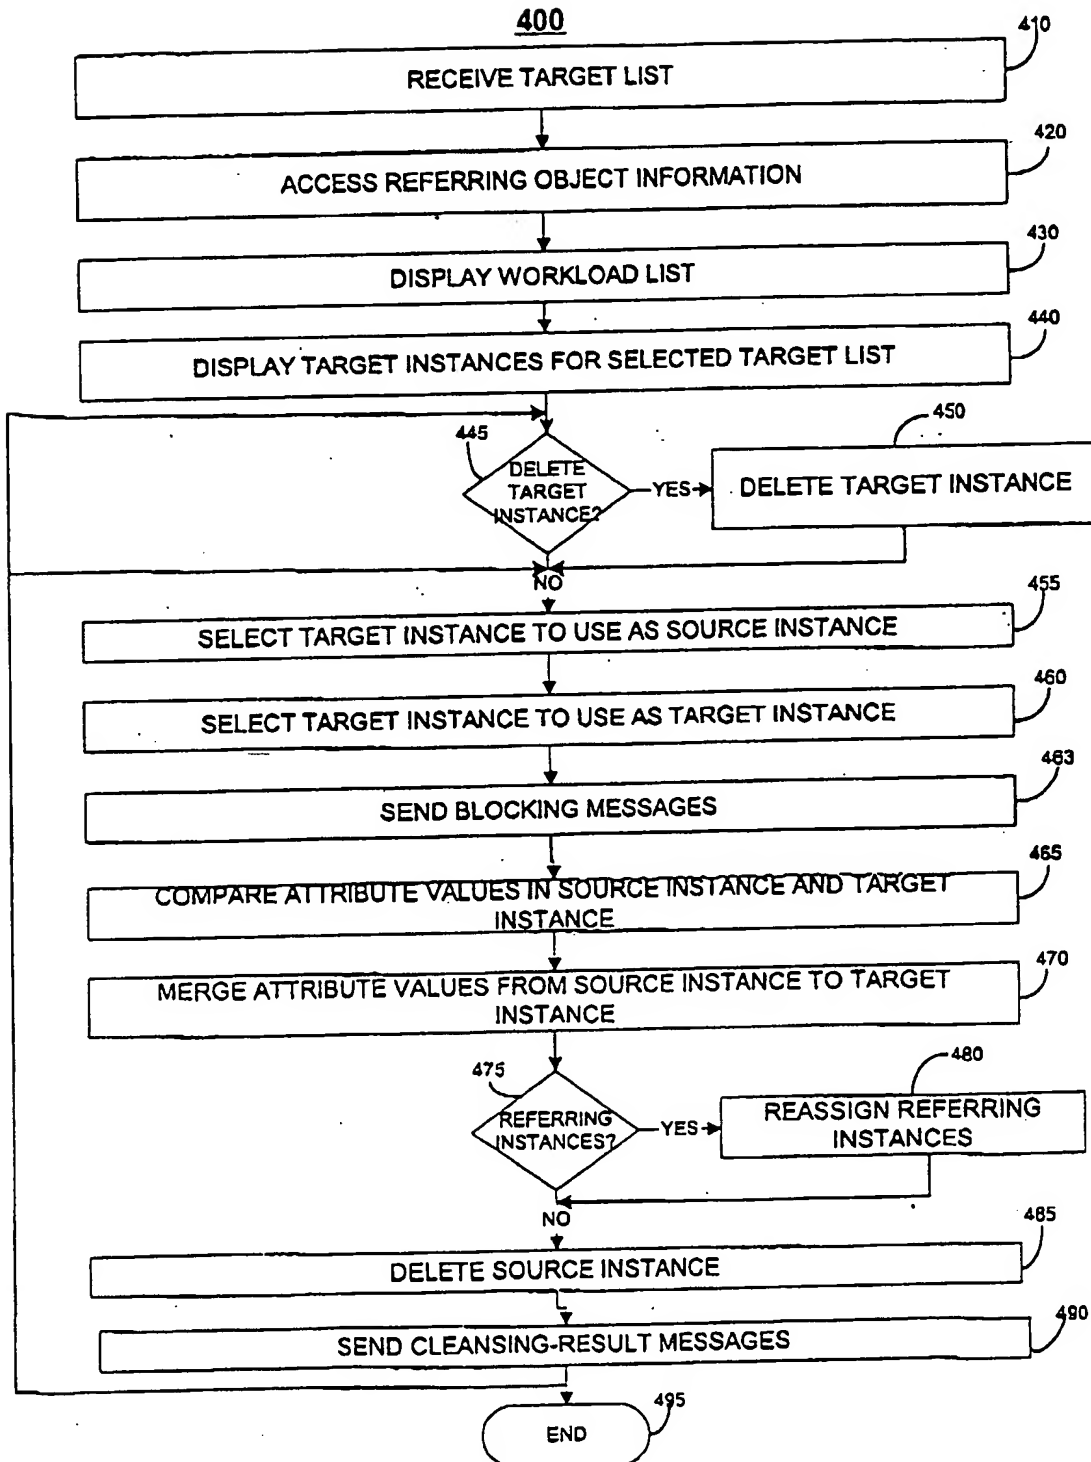 400
410
RECEIVE TARGET LIST
420
ACCESS REFERRING OBJECT INFORMATION
430
DISPLAY WORKLOAD LIST
440
DISPLAY TARGET INSTANCES FOR SELECTED TARGET LIST
445
DELETE
TARGET
INSTANCE?
YES
450
DELETE TARGET INSTANCE
NO
455
SELECT TARGET INSTANCE TO USE AS SOURCE INSTANCE
460
SELECT TARGET INSTANCE TO USE AS TARGET INSTANCE
463
SEND BLOCKING MESSAGES
465
COMPARE ATTRIBUTE VALUES IN SOURCE INSTANCE AND TARGET
INSTANCE
470
MERGE ATTRIBUTE VALUES FROM SOURCE INSTANCE TO TARGET
INSTANCE
475
REFERRING
INSTANCES?
YES
480
REASSIGN REFERRING
INSTANCES
NO
485
DELETE SOURCE INSTANCE
490
SEND CLEANSING-RESULT MESSAGES
495
END